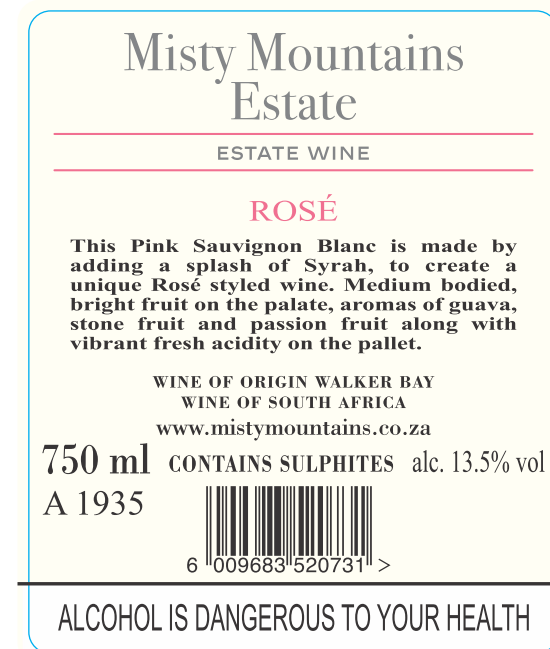 Misty Mountains
Estate
ESTATE WINE
ROSÉ
This Pink Sauvignon Blanc is made by
adding a splash of Syrah, to create a
unique Rosé styled wine. Medium bodied,
bright fruit on the palate, aromas of guava,
stone fruit and passion fruit along with
vibrant fresh acidity on the pallet.
WINE OF ORIGIN WALKER BAY
WINE OF SOUTH AFRICA
www.mistymountains.co.za
750 ml CONTAINS SULPHITES alc. 13.5% vol
A 1935
6 009683 520731 >
ALCOHOL IS DANGEROUS TO YOUR HEALTH